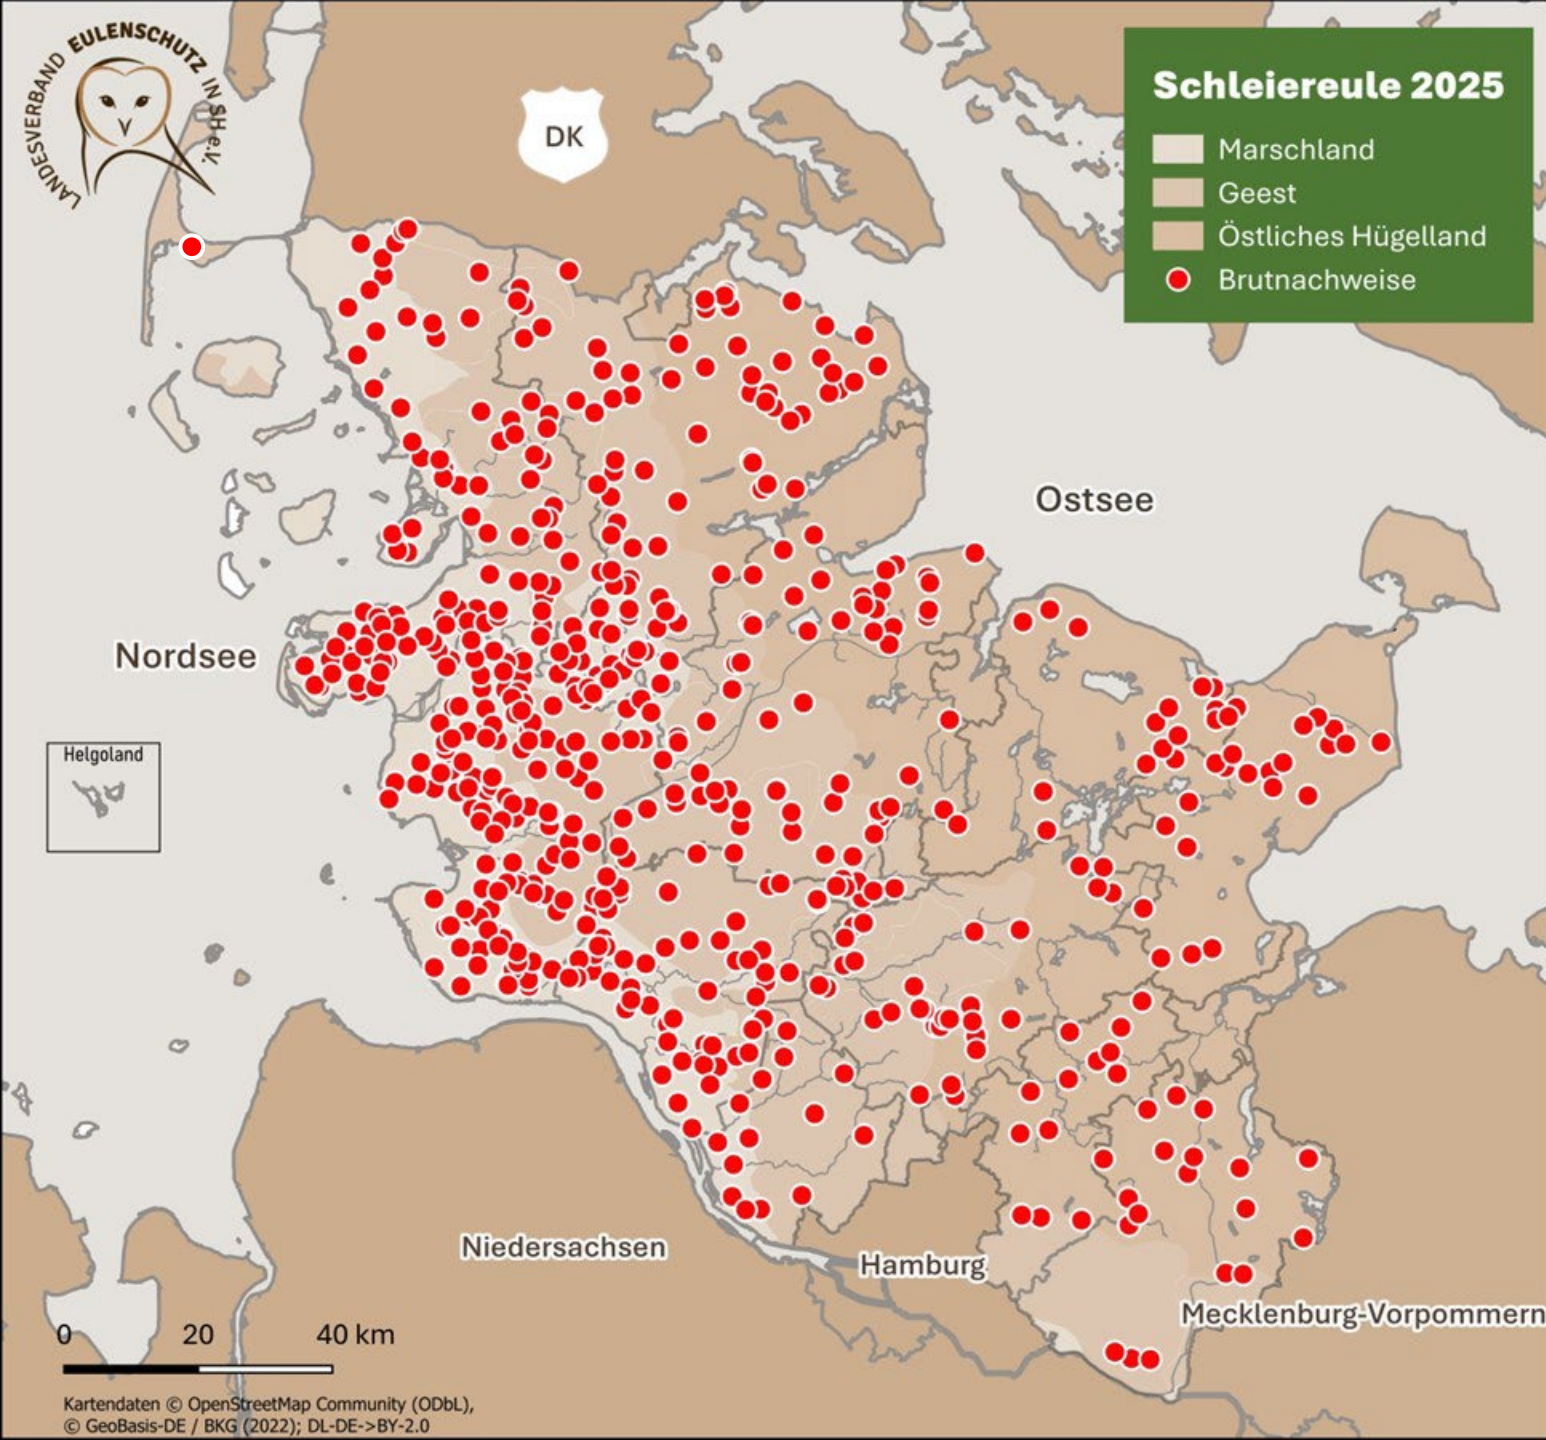 LANDESVERBAND EULENSCHUTZ IN SH e.V.
DK
Schleiereule 2025
Marschland
Geest
Östliches Hügelland
Brutnachweise
Ostsee
Nordsee
Helgoland
Niedersachsen
Hamburg
Mecklenburg-Vorpommern
0 20 40 km
Kartendaten © OpenStreetMap Community (ODbL),
© GeoBasis-DE / BKG (2022); DL-DE->BY-2.0